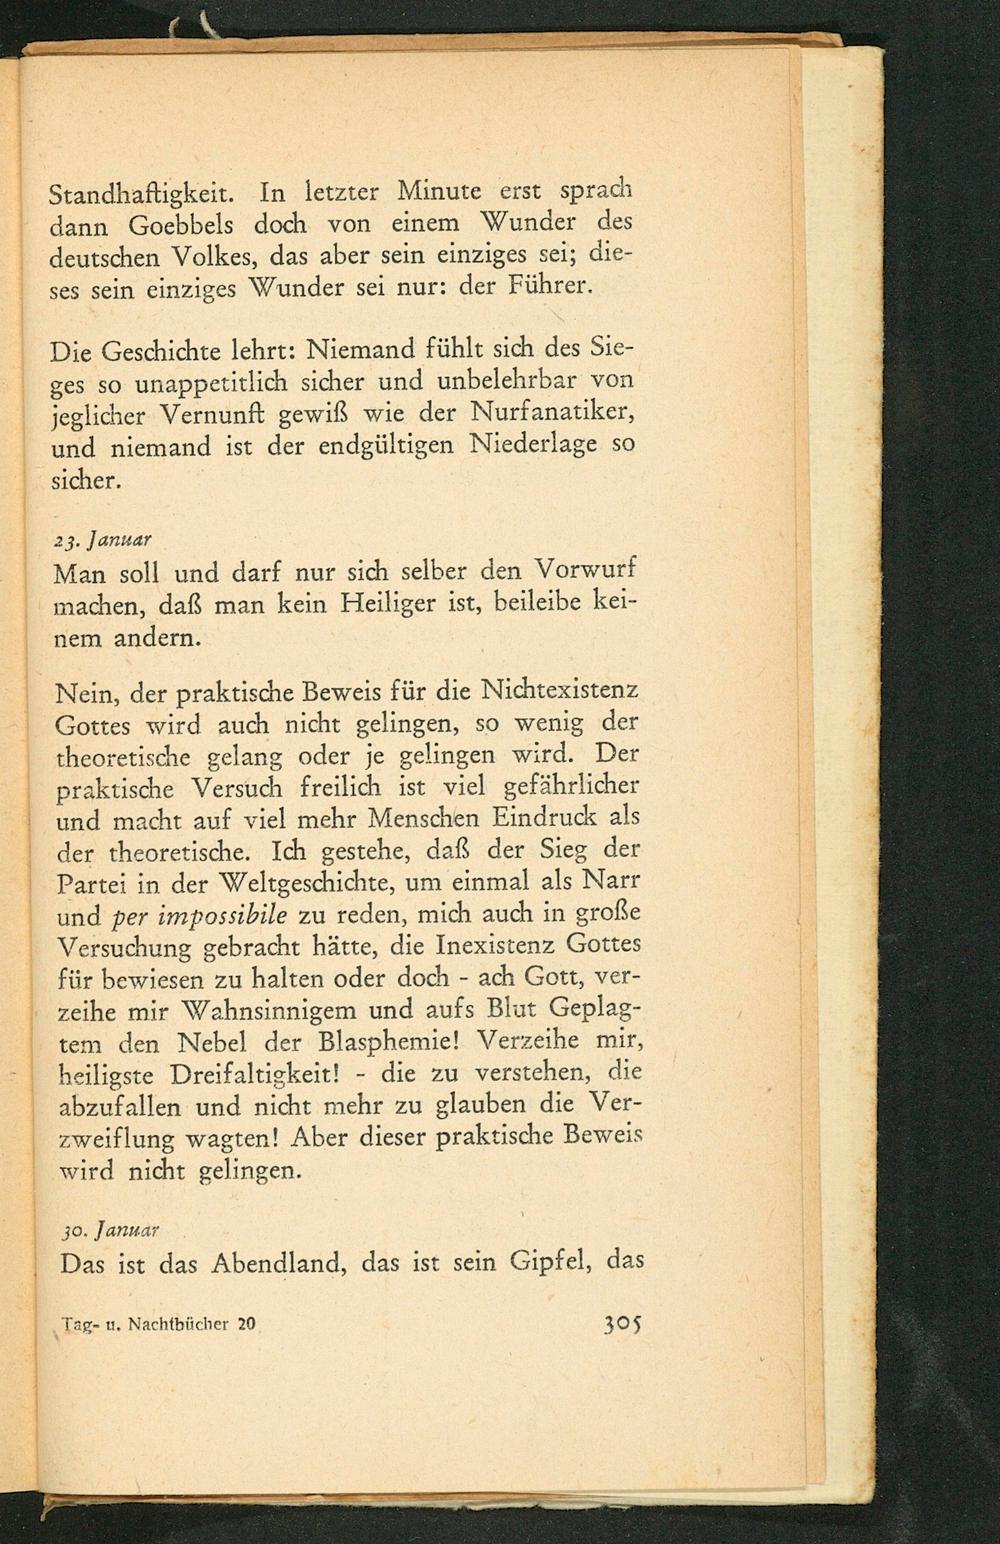 Standhaftigkeit. In letzter Minute erst sprach
dann Goebbels doch von einem Wunder des
deutschen Volkes, das aber sein einziges sei; die-
ses sein einziges Wunder sei nur: der Führer.
Die Geschichte lehrt: Niemand fühlt sich des Sie-
ges so unappetitlich sicher und unbelehrbar von
jeglicher Vernunft gewiß wie der Nurfanatiker,
und niemand ist der endgültigen Niederlage so
sicher.
23. Januar
Man soll und darf nur sich selber den Vorwurf
machen, daß man kein Heiliger ist, beileibe kei-
nem andern.
Nein, der praktische Beweis für die Nichtexistenz
Gottes wird auch nicht gelingen, so wenig der
theoretische gelang oder je gelingen wird. Der
praktische Versuch freilich ist viel gefährlicher
und macht auf viel mehr Menschen Eindruck als
der theoretische. Ich gestehe, daß der Sieg der
Partei in der Weltgeschichte, um einmal als Narr
und per impossibile zu reden, mich auch in große
Versuchung gebracht hätte, die Inexistenz Gottes
für bewiesen zu halten oder doch - ach Gott, ver-
zeihe mir Wahnsinnigem und aufs Blut Geplag-
tem den Nebel der Blasphemie! Verzeihe mir,
heiligste Dreifaltigkeit! - die zu verstehen, die
abzufallen und nicht mehr zu glauben die Ver-
zweiflung wagten! Aber dieser praktische Beweis
wird nicht gelingen.
30. Januar
Das ist das Abendland, das ist sein Gipfel, das
Tag- u. Nachtbücher 20 305